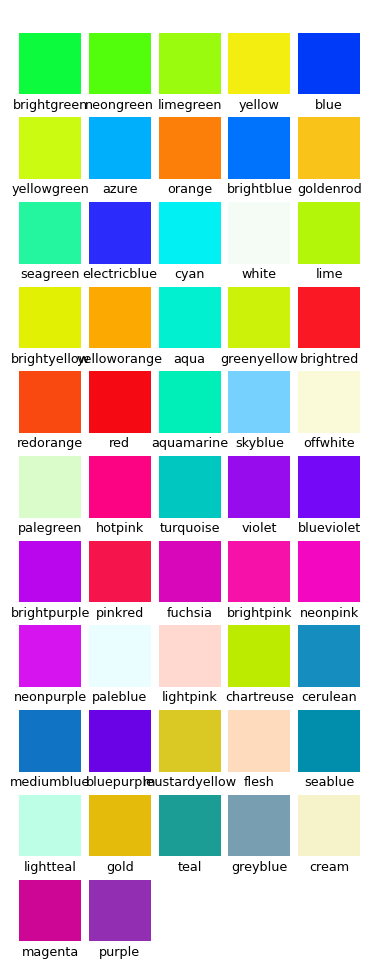 brightgreen neongreen limegreen yellow blue
yellowgreen azure orange brightblue goldenrod
seagreen electricblue cyan white lime
brightyellow yelloworange aqua greenyellow brightred
redorange red aquamarine skyblue offwhite
palegreen hotpink turquoise violet blueviolet
brightpurple pinkred fuchsia brightpink neonpink
neonpurple paleblue lightpink chartreuse cerulean
mediumblue bluepurple mustardyellow flesh seablue
lightteal gold teal greyblue cream
magenta purple